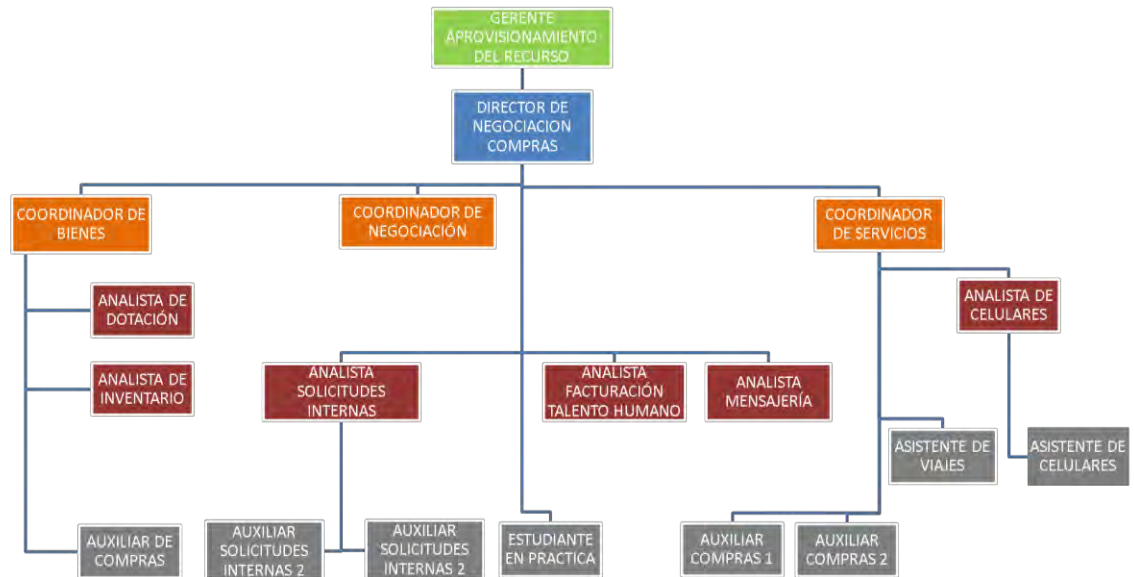 GERENTE
APROVISIONAMIENTO
DEL RECURSO
DIRECTOR DE
NEGOCIACION
COMPRAS
COORDINADOR DE
BIENES
COORDINADOR DE
NEGOCIACIÓN
COORDINADOR
DE SERVICIOS
ANALISTA DE
DOTACIÓN
ANALISTA DE
CELULARES
ANALISTA DE
INVENTARIO
ANALISTA
SOLICITUDES
INTERNAS
ANALISTA
FACTURACIÓN
TALENTO HUMANO
ANALISTA
MENSAJERÍA
ASISTENTE DE
VIAJES
ASISTENTE DE
CELULARES
AUXILIAR DE
COMPRAS
AUXILIAR
SOLICITUDES
INTERNAS 2
AUXILIAR
SOLICITUDES
INTERNAS 2
ESTUDIANTE
EN PRACTICA
AUXILIAR
COMPRAS 1
AUXILIAR
COMPRAS 2